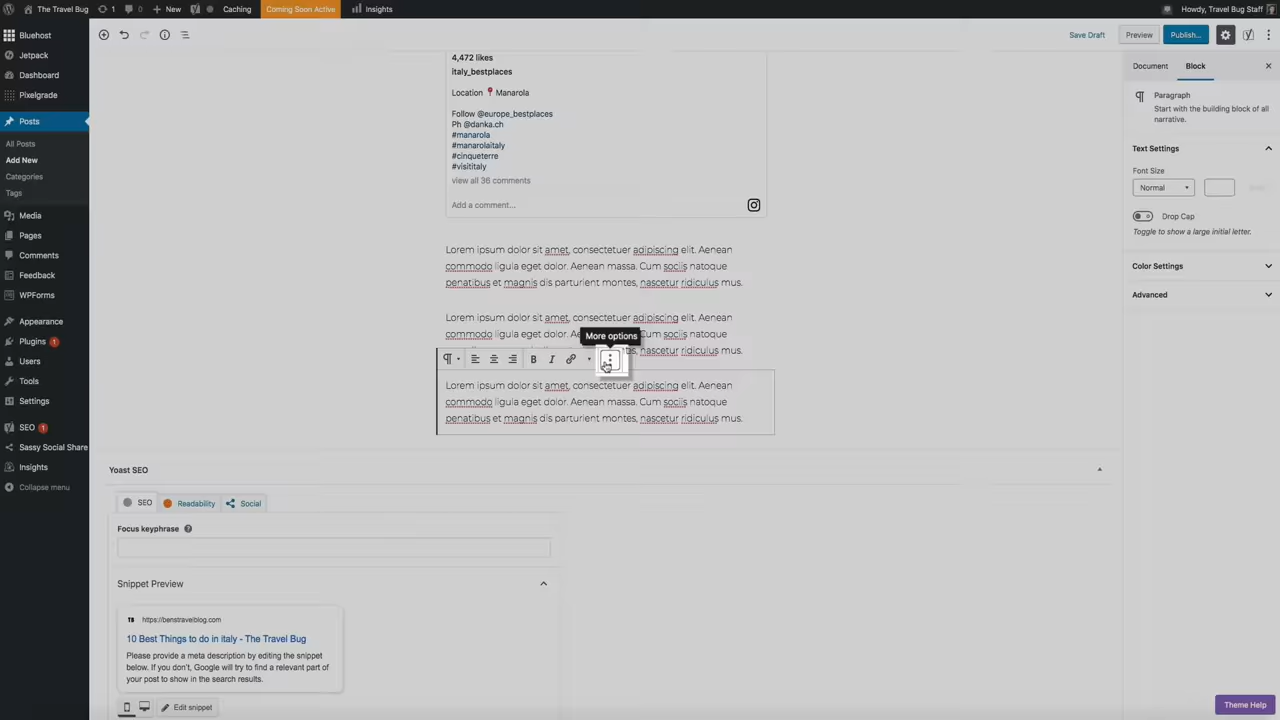 The Travel Bug
1
0
New
Caching
Coming Soon Active
Insights
Howdy, Travel Bug Staff
Bluehost
Jetpack
Dashboard
Pixelgrade
Posts
All Posts
Add New
Categories
Tags
Media
Pages
Comments
Feedback
WPForms
Appearance
Plugins 1
Users
Tools
Settings
SEO 1
Sassy Social Share
Insights
Collapse menu
Save Draft
Preview
Publish...
4,472 likes
italy_bestplaces
Location 📍 Manarola
Follow @europe_bestplaces
Ph @danka.ch
#manarola
#manarolaitaly
#cinqueterre
#visititaly
view all 36 comments
Add a comment...
Lorem ipsum dolor sit amet, consectetuer adipiscing elit. Aenean
commodo ligula eget dolor. Aenean massa. Cum sociis natoque
penatibus et magnis dis parturient montes, nascetur ridiculus mus.
Lorem ipsum dolor sit amet, consectetuer adipiscing elit. Aenean
commodo ligula eget dolor.
More options
nascetur ridiculus mus.
B I
Lorem ipsum dolor sit amet, consectetuer adipiscing elit. Aenean
commodo ligula eget dolor. Aenean massa. Cum sociis natoque
penatibus et magnis dis parturient montes, nascetur ridiculus mus.
Yoast SEO
SEO
Readability
Social
Focus keyphrase
Snippet Preview
TB https://benstravelblog.com
10 Best Things to do in italy - The Travel Bug
Please provide a meta description by editing the snippet
below. If you don't, Google will try to find a relevant part of
your post to show in the search results.
Edit snippet
Document
Block
Paragraph
Start with the building block of all
narrative.
Text Settings
Font Size
Normal
Drop Cap
Toggle to show a large initial letter.
Color Settings
Advanced
Theme Help